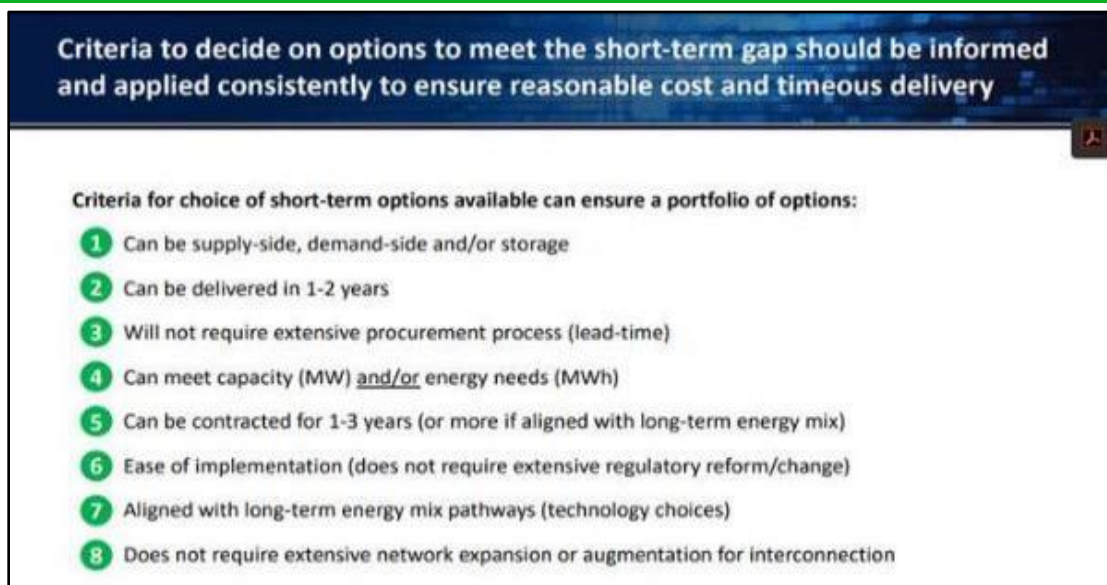 Criteria to decide on options to meet the short-term gap should be informed
and applied consistently to ensure reasonable cost and timeous delivery
Criteria for choice of short-term options available can ensure a portfolio of options:
1 Can be supply-side, demand-side and/or storage
2 Can be delivered in 1-2 years
3 Will not require extensive procurement process (lead-time)
4 Can meet capacity (MW) and/or energy needs (MWh)
5 Can be contracted for 1-3 years (or more if aligned with long-term energy mix)
6 Ease of implementation (does not require extensive regulatory reform/change)
7 Aligned with long-term energy mix pathways (technology choices)
8 Does not require extensive network expansion or augmentation for interconnection